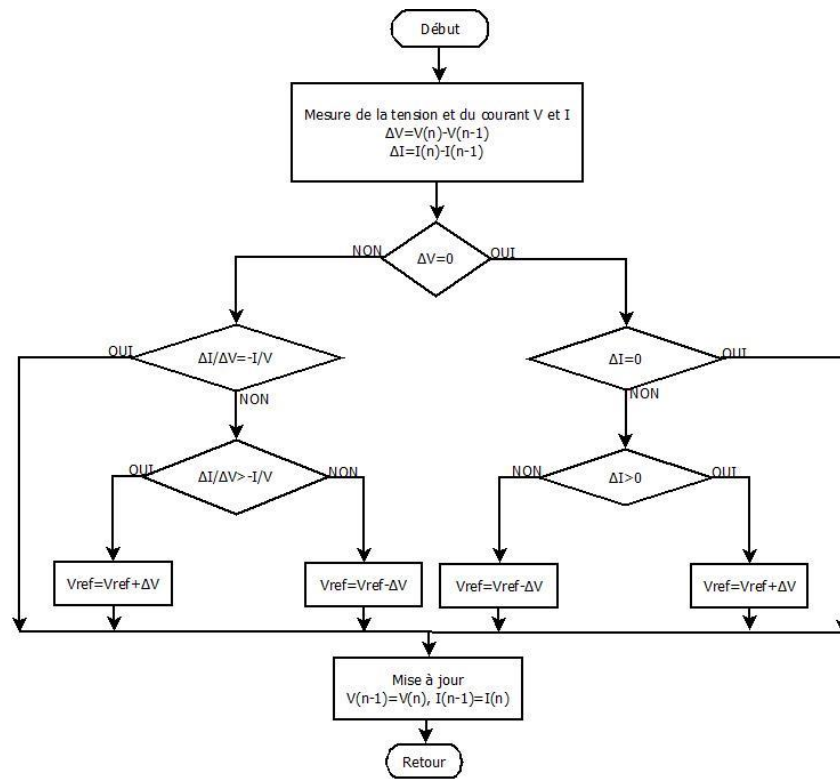 Début
Mesure de la tension et du courant V et I
ΔV=V(n)-V(n-1)
ΔI=I(n)-I(n-1)
NON
ΔV=0
OUI
OUI
ΔI/ΔV=-I/V
NON
ΔI=0
OUI
NON
OUI
ΔI/ΔV>-I/V
NON
NON
ΔI>0
OUI
Vref=Vref+ΔV
Vref=Vref-ΔV
Vref=Vref-ΔV
Vref=Vref+ΔV
Mise à jour
V(n-1)=V(n), I(n-1)=I(n)
Retour